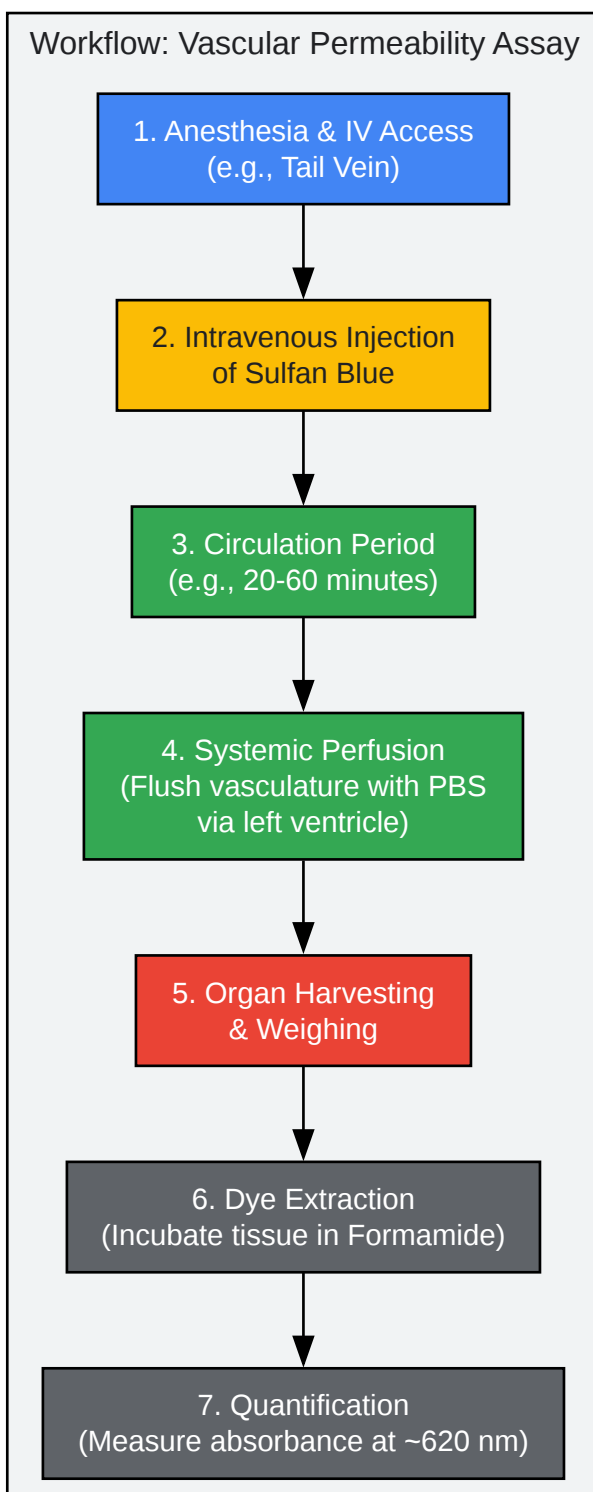 Workflow: Vascular Permeability Assay
1. Anesthesia & IV Access
(e.g., Tail Vein)
2. Intravenous Injection
of Sulfan Blue
3. Circulation Period
(e.g., 20-60 minutes)
4. Systemic Perfusion
(Flush vasculature with PBS
via left ventricle)
5. Organ Harvesting
& Weighing
6. Dye Extraction
(Incubate tissue in Formamide)
7. Quantification
(Measure absorbance at ~620 nm)